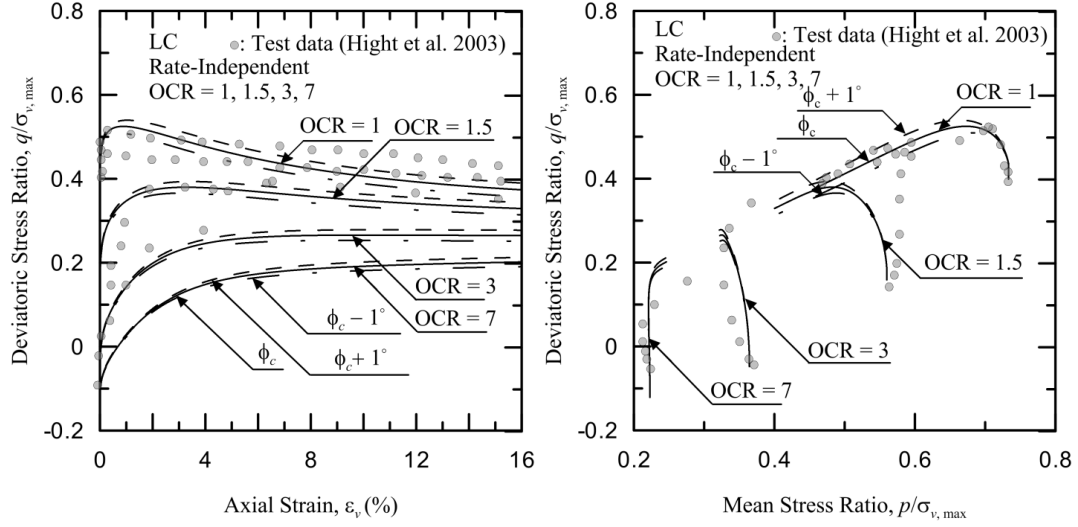 0.8
0.6
0.4
0.2
0
-0.2
Deviatoric Stress Ratio, q/σv, max
LC
: Test data (Hight et al. 2003)
Rate-Independent
OCR = 1, 1.5, 3, 7
OCR = 1
OCR = 1.5
OCR = 3
OCR = 7
ϕc − 1°
ϕc
ϕc + 1°
0 4 8 12 16
Axial Strain, εv (%)
0.8
0.6
0.4
0.2
0
-0.2
Deviatoric Stress Ratio, q/σv, max
LC
: Test data (Hight et al. 2003)
Rate-Independent
OCR = 1, 1.5, 3, 7
ϕc + 1°
OCR = 1
ϕc
ϕc − 1°
OCR = 1.5
OCR = 3
OCR = 7
0.2 0.4 0.6 0.8
Mean Stress Ratio, p/σv, max